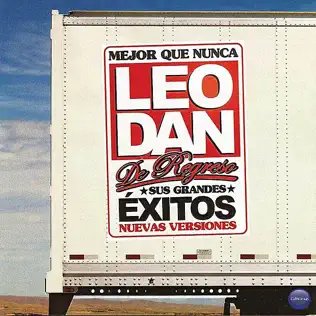 MEJOR QUE NUNCA
LEO
DAN
De Regreso
★SUS GRANDES★
ÉXITOS
NUEVAS VERSIONES